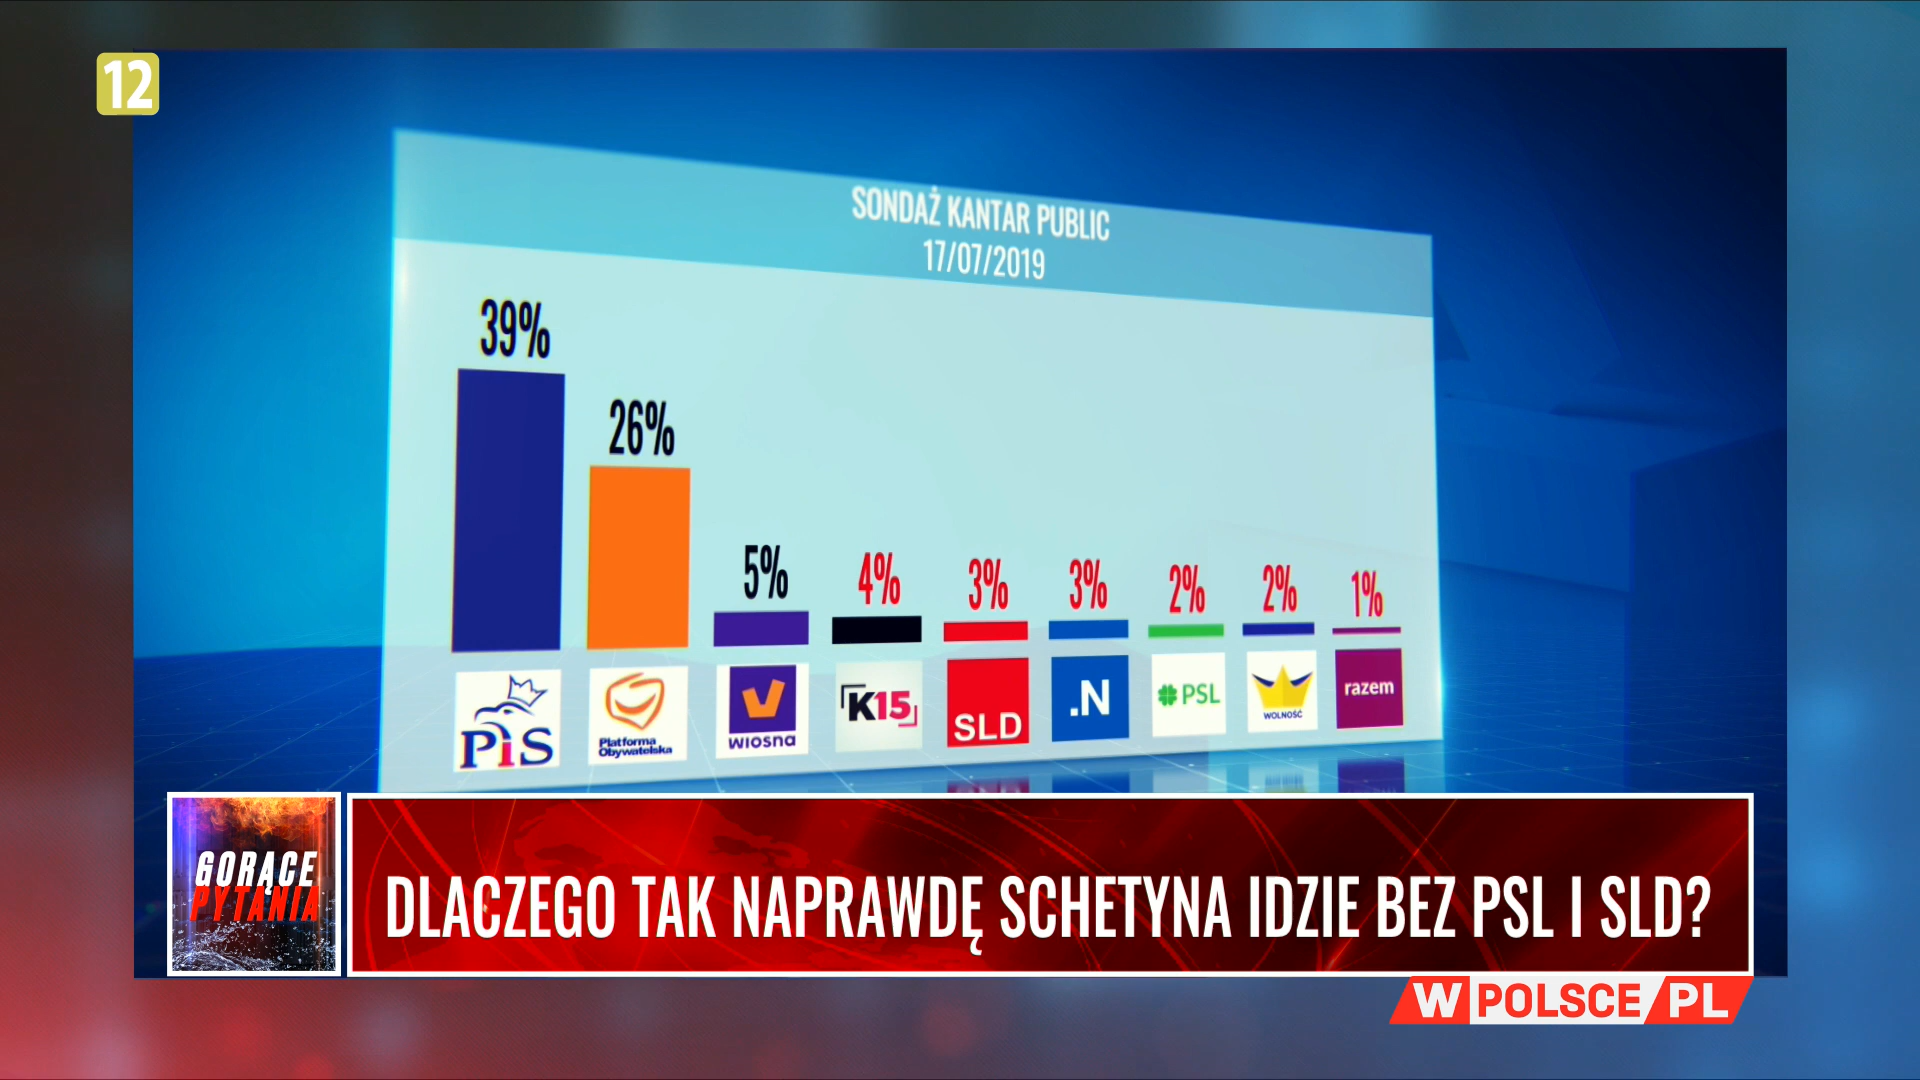 12
SONDAŻ KANTAR PUBLIC
17/07/2019
39%
26%
5%
4%
3%
3%
2%
2%
1%
PiS
Platforma
Obywatelska
wiosna
K15
SLD
.N
PSL
WOLNOŚĆ
razem
GORĄCE
PYTANIA
DLACZEGO TAK NAPRAWDĘ SCHETYNA IDZIE BEZ PSL I SLD?
WPOLSCE/PL